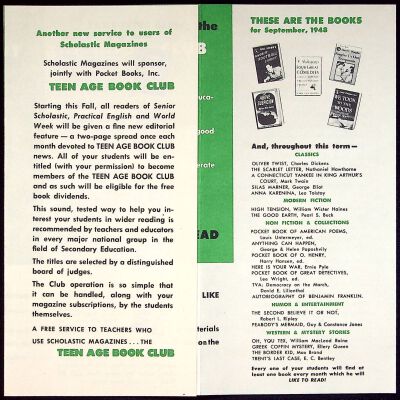 Another new service to users of
Scholastic Magazines
Scholastic Magazines will sponsor,
jointly with Pocket Books, Inc.
TEEN AGE BOOK CLUB
Starting this Fall, all readers of Senior
Scholastic, Practical English and World
Week will be given a fine new editorial
feature — a two-page spread once each
month devoted to TEEN AGE BOOK CLUB
news. All of your students will be en-
titled (with your permission) to become
members of the TEEN AGE BOOK CLUB
and as such will be eligible for the free
book dividends.
This sound, tested way to help you in-
terest your students in wider reading is
recommended by teachers and educators
in every major national group in the
field of Secondary Education.
The titles are selected by a distinguished
board of judges.
The Club operation is so simple that
it can be handled, along with your
magazine subscriptions, by the students
themselves.
A FREE SERVICE TO TEACHERS WHO
USE SCHOLASTIC MAGAZINES . . . THE
TEEN AGE BOOK CLUB
the
B
uca-
good
erate
EAD
LIKE
terials
on the
THESE ARE THE BOOKS
for September, 1948
And, throughout this term—
CLASSICS
OLIVER TWIST, Charles Dickens
THE SCARLET LETTER, Nathaniel Hawthorne
A CONNECTICUT YANKEE IN KING ARTHUR'S
COURT, Mark Twain
SILAS MARNER, George Eliot
ANNA KARENINA, Leo Tolstoy
MODERN FICTION
HIGH TENSION, William Wister Haines
THE GOOD EARTH, Pearl S. Buck
NON FICTION & COLLECTIONS
POCKET BOOK OF AMERICAN POEMS,
Louis Untermeyer, ed.
ANYTHING CAN HAPPEN,
George & Helen Papashvily
POCKET BOOK OF O. HENRY,
Harry Hansen, ed.
HERE IS YOUR WAR, Ernie Pyle
POCKET BOOK OF GREAT DETECTIVES,
Lee Wright, ed.
TVA: Democracy on the March,
David E. Lilienthal
AUTOBIOGRAPHY OF BENJAMIN FRANKLIN.
HUMOR & ENTERTAINMENT
THE SECOND BELIEVE IT OR NOT,
Robert L. Ripley
PEABODY'S MERMAID, Guy & Constance Jones
WESTERN & MYSTERY STORIES
OH, YOU TEX, William MacLeod Raine
GREEK COFFIN MYSTERY, Ellery Queen
THE BORDER KID, Max Brand
TRENT'S LAST CASE, E. C. Bentley
Every one of your students will find at
least one book every month which he will
LIKE TO READ!